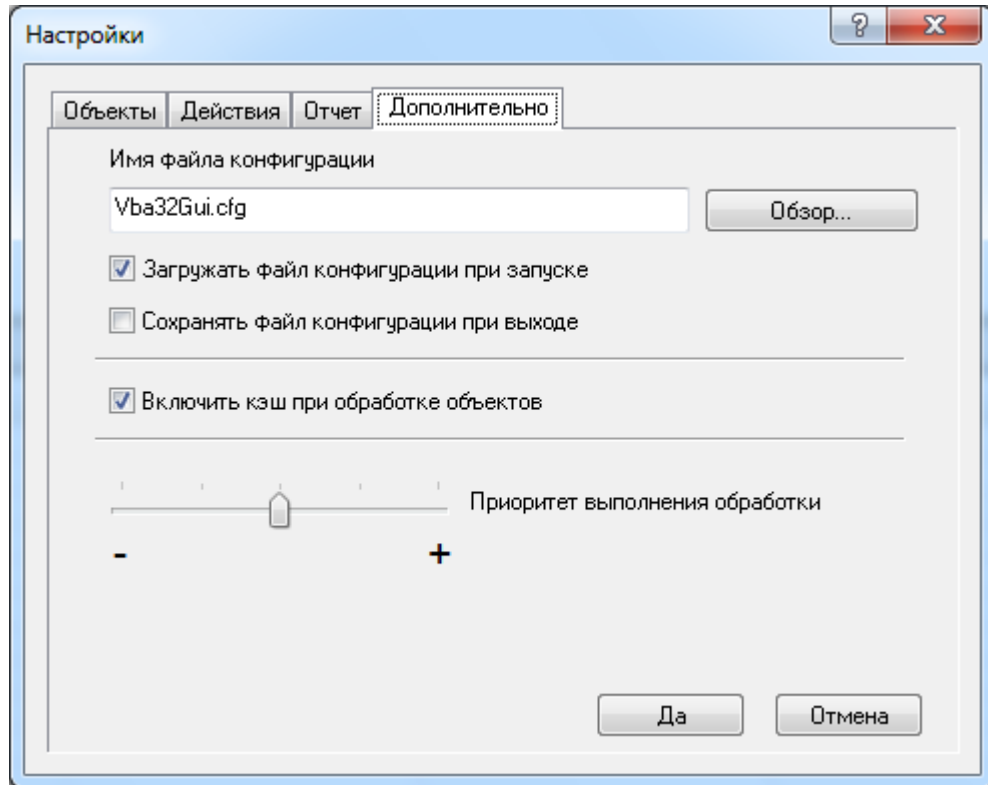 Настройки
Объекты Действия Отчет Дополнительно
Имя файла конфигурации
Vba32Gui.cfg Обзор...
Загружать файл конфигурации при запуске
Сохранять файл конфигурации при выходе
Включить кэш при обработке объектов
Приоритет выполнения обработки
- +
Да Отмена